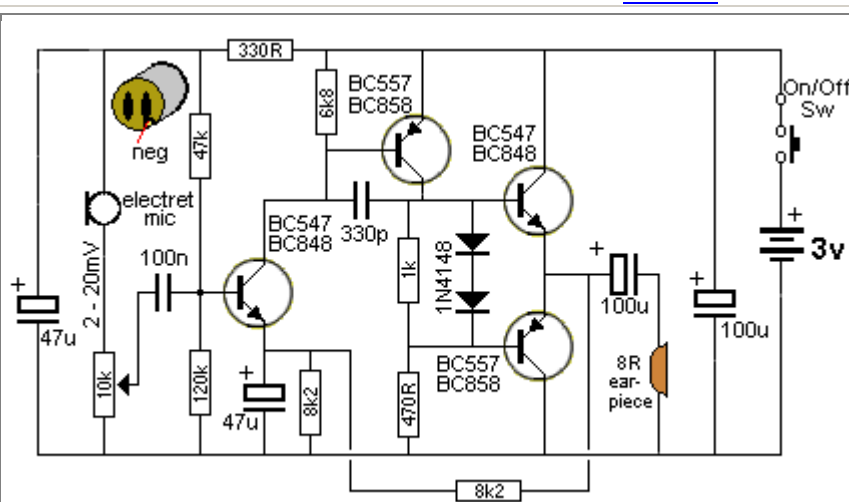 330R
BC557
BC858
On/Off
Sw
6k8
BC547
BC848
neg
47k
electret
mic
BC547
BC848
330p
+
3v
100n
2 - 20mV
1k
1N4148
+
100u
+
100u
+
47u
10k
120k
+
47u
8k2
BC557
BC858
470R
8R
ear-
piece
8k2